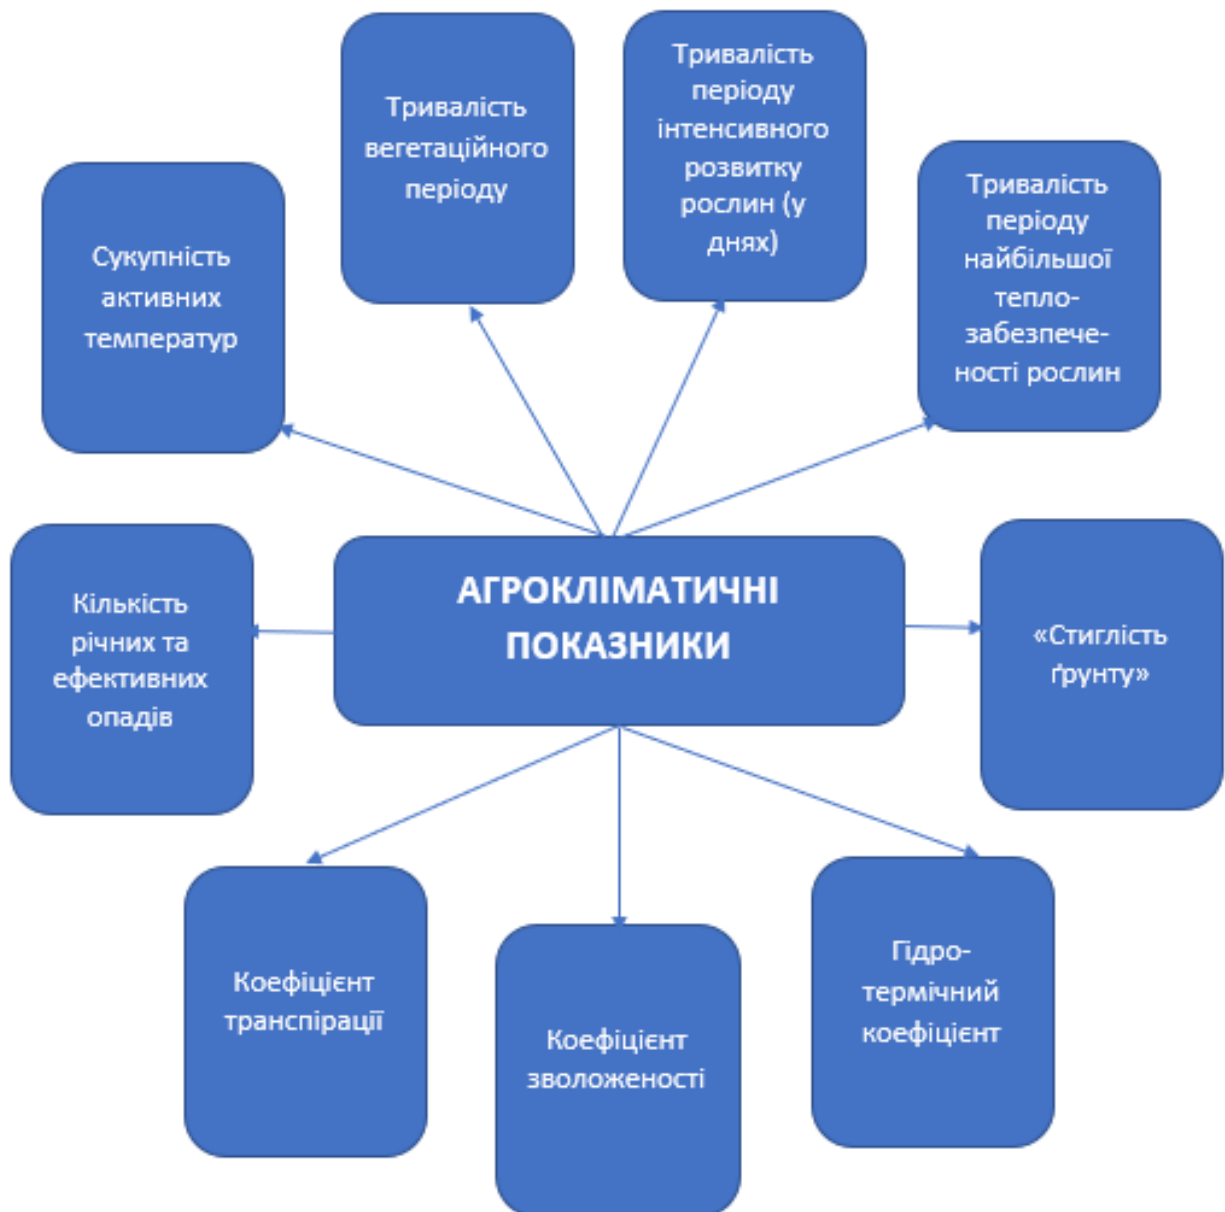 Тривалість
вегетаційного
періоду
Тривалість
періоду
інтенсивного
розвитку
рослин (у
днях)
Тривалість
періоду
найбільшої
тепло-
забезпече-
ності рослин
Сукупність
активних
температур
АГРОКЛІМАТИЧНІ
ПОКАЗНИКИ
Кількість
річних та
ефективних
опадів
«Стиглість
ґрунту»
Коефіцієнт
транспірації
Коефіцієнт
зволоженості
Гідро-
термічний
коефіцієнт